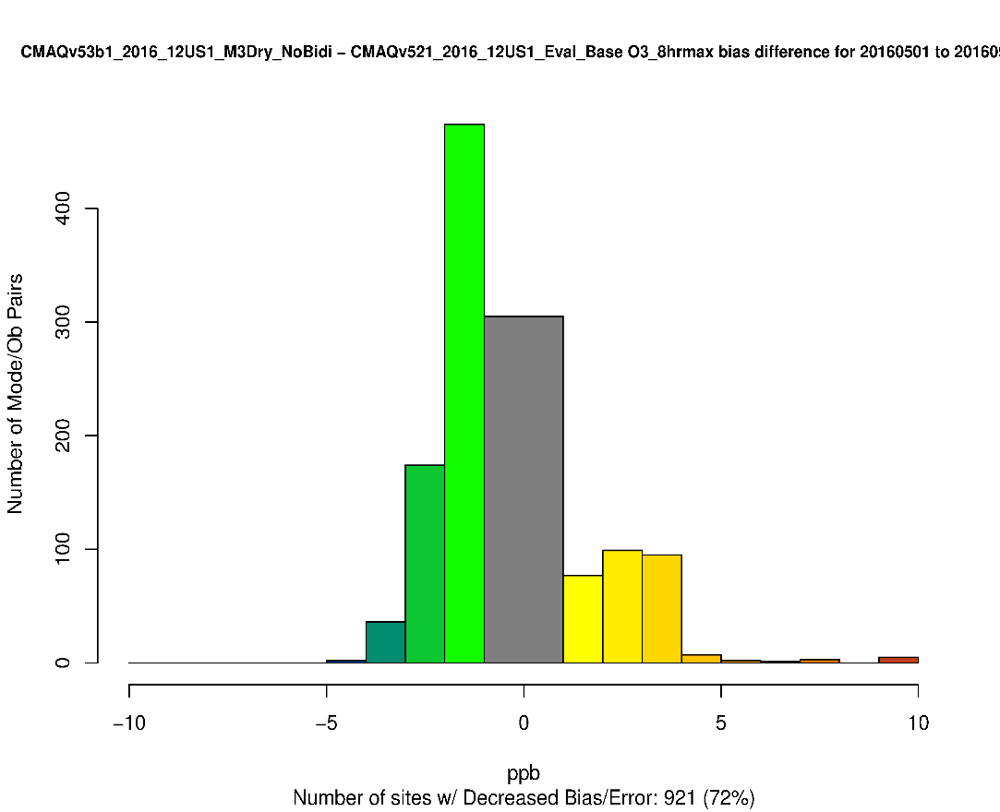 CMAQv53b1_2016_12US1_M3Dry_NoBidi – CMAQv521_2016_12US1_Eval_Base O3_8hrmax bias difference for 20160501 to 201609
Number of Mode/Ob Pairs
400
300
200
100
0
−10
−5
0
5
10
ppb
Number of sites w/ Decreased Bias/Error: 921 (72%)